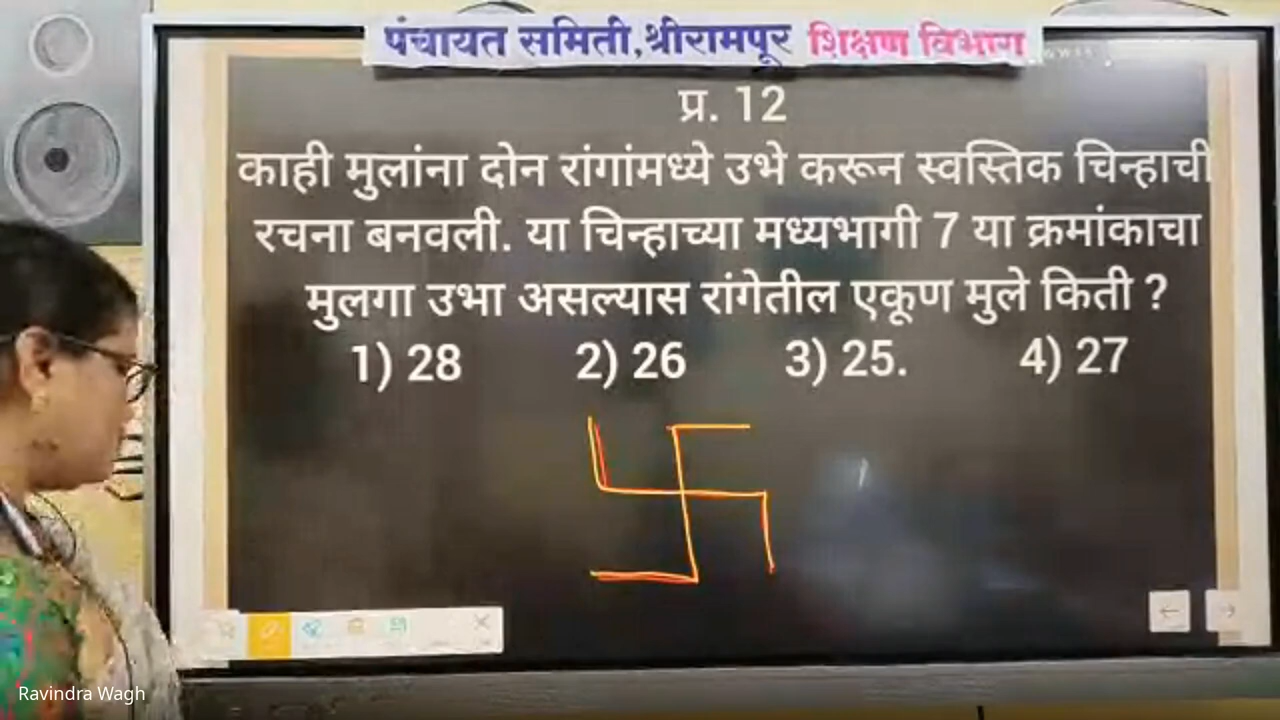 पंचायत समिती,श्रीरामपूर शिक्षण विभाग
प्र. 12
काही मुलांना दोन रांगांमध्ये उभे करून स्वस्तिक चिन्हाची
रचना बनवली. या चिन्हाच्या मध्यभागी 7 या क्रमांकाचा
मुलगा उभा असल्यास रांगेतील एकूण मुले किती ?
1) 28 2) 26 3) 25. 4) 27
Ravindra Wagh